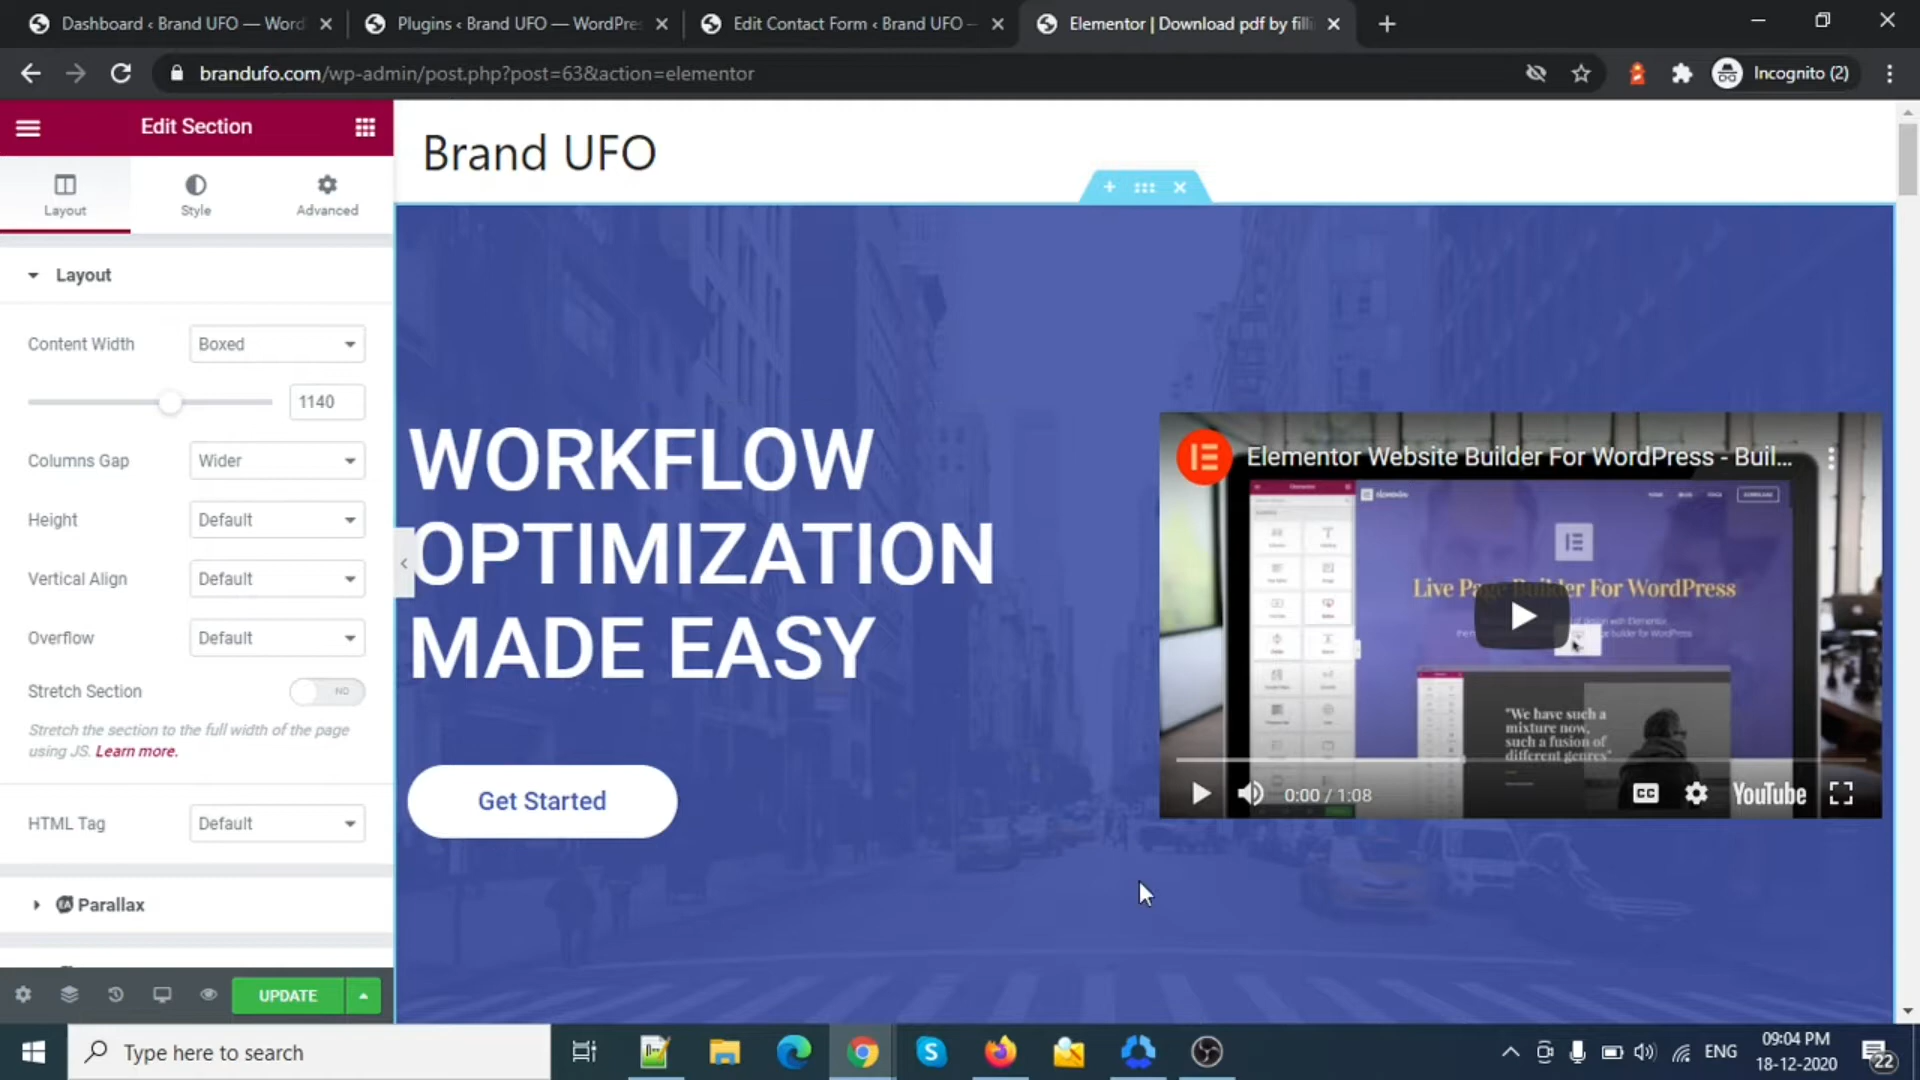 Dashboard ‹ Brand UFO — Word
Plugins ‹ Brand UFO — WordPres
Edit Contact Form ‹ Brand UFO –
Elementor | Download pdf by filli
brandufo.com/wp-admin/post.php?post=63&action=elementor
Incognito (2)
Edit Section
Layout
Style
Advanced
Layout
Content Width
Boxed
1140
Columns Gap
Wider
Height
Default
Vertical Align
Default
Overflow
Default
Stretch Section
NO
Stretch the section to the full width of the page
using JS. Learn more.
HTML Tag
Default
Parallax
UPDATE
Brand UFO
WORKFLOW
OPTIMIZATION
MADE EASY
Get Started
Elementor Website Builder For WordPress - Buil...
elementor
DOWNLOAD
Live Page Builder For WordPress
"We have such a
mixture now,
such a fusion of
different genres"
0:00 / 1:08
CC
YouTube
Type here to search
ENG
09:04 PM
18-12-2020
22